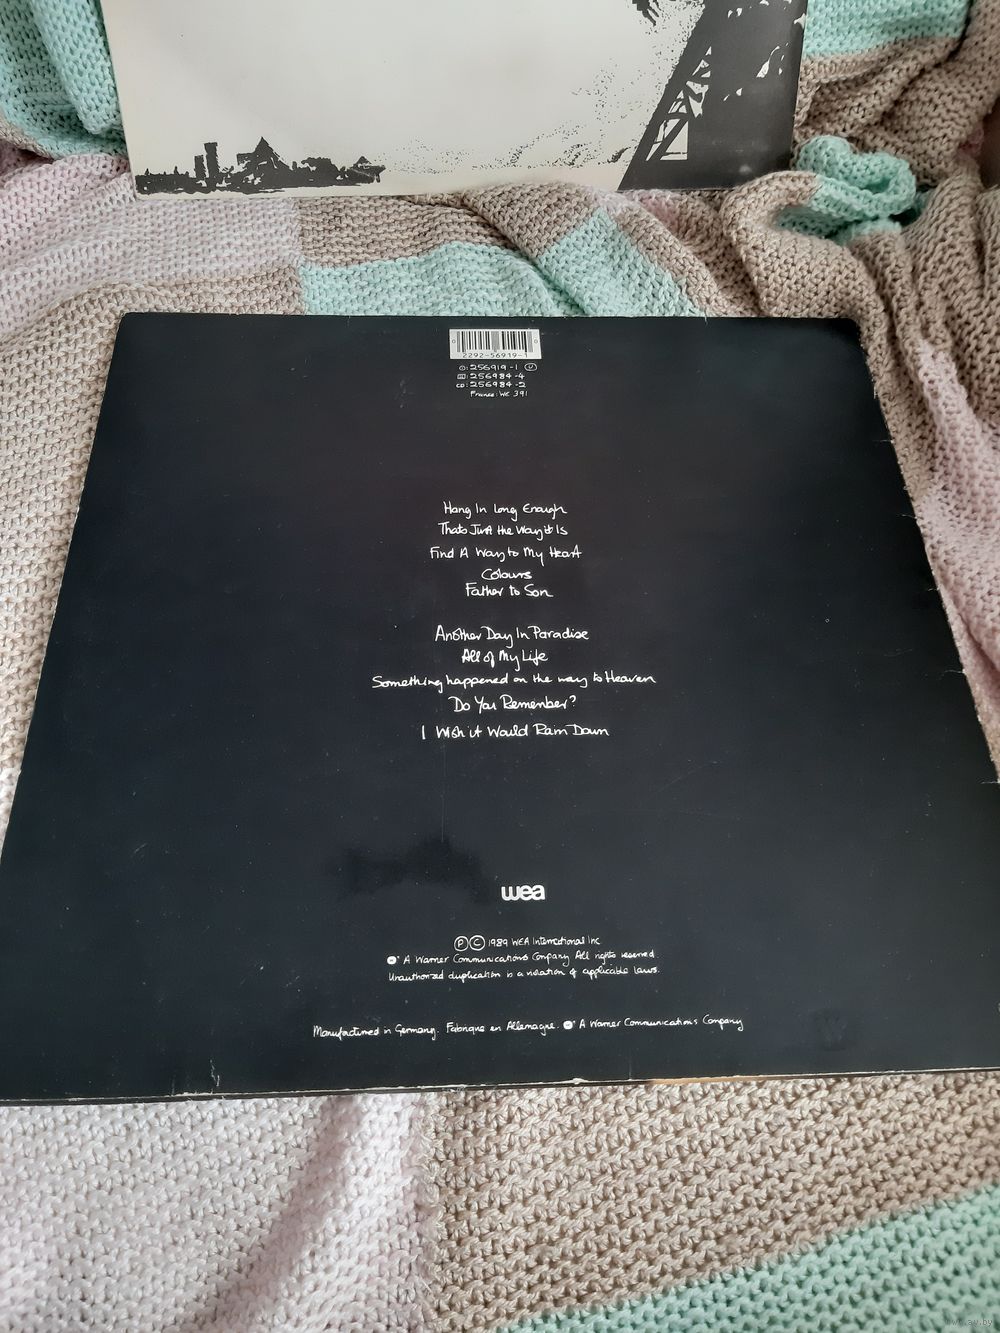 2292-56919-1
LP: 256919-1 U
MC: 256984-4
CD: 256984-2
France: WE 391
Hang In Long Enough
Thats Just the Way it Is
Find A Way to My Heart
Colours
Father to Son
Another Day In Paradise
All of My Life
Something happened on the way to Heaven
Do You Remember?
I Wish it Would Rain Down
wea
Ⓟ Ⓒ 1989 WEA International Inc
A Warner Communications Company All rights reserved.
Unauthorized duplication is a violation of applicable laws.
Manufactured in Germany. Fabriqué en Allemagne. A Warner Communications Company